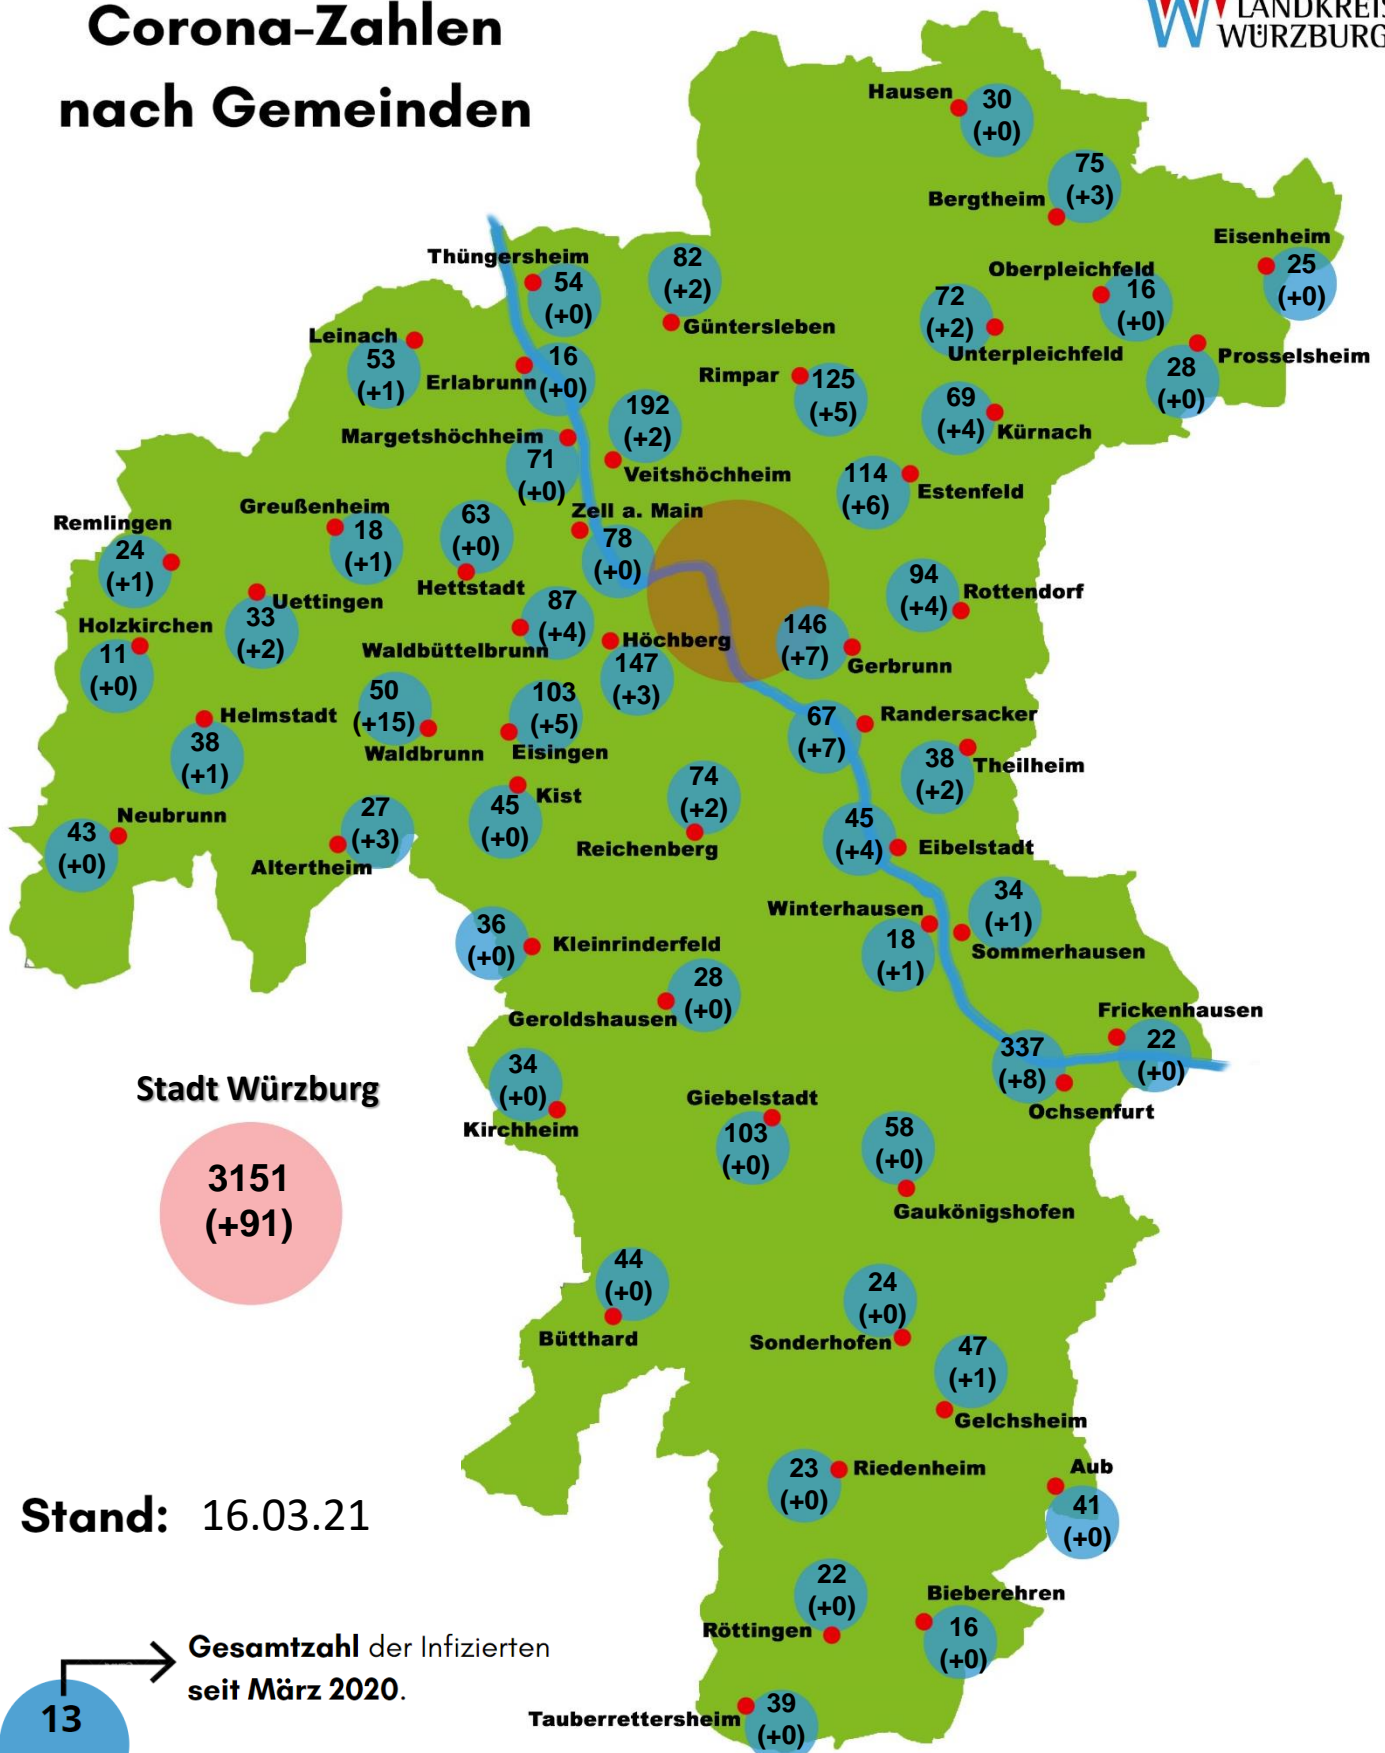 Corona-Zahlen
nach Gemeinden
LANDKREIS
WÜRZBURG
Hausen
30
(+0)
75
(+3)
Bergtheim
Eisenheim
25
(+0)
Thüngersheim
54
(+0)
82
(+2)
Güntersleben
Oberpleichfeld
16
(+0)
72
(+2)
Unterpleichfeld
Prosselsheim
28
(+0)
Leinach
53
(+1)
Erlabrunn
16
(+0)
Rimpar
125
(+5)
69
(+4)
Kürnach
192
(+2)
Veitshöchheim
Margetshöchheim
71
(+0)
114
(+6)
Estenfeld
Greußenheim
18
(+1)
63
(+0)
Hettstadt
Zell a. Main
78
(+0)
Remlingen
24
(+1)
Uettingen
33
(+2)
94
(+4)
Rottendorf
Holzkirchen
11
(+0)
87
(+4)
Waldbüttelbrunn
Höchberg
147
(+3)
146
(+7)
Gerbrunn
Helmstadt
38
(+1)
50
(+15)
Waldbrunn
103
(+5)
Eisingen
Randersacker
67
(+7)
38
(+2)
Theilheim
Kist
45
(+0)
74
(+2)
Reichenberg
Neubrunn
43
(+0)
27
(+3)
Altertheim
45
(+4)
Eibelstadt
34
(+1)
Sommerhausen
Winterhausen
18
(+1)
36
(+0)
Kleinrinderfeld
28
(+0)
Geroldshausen
Frickenhausen
22
(+0)
337
(+8)
Ochsenfurt
34
(+0)
Kirchheim
Stadt Würzburg
3151
(+91)
Giebelstadt
103
(+0)
58
(+0)
Gaukönigshofen
44
(+0)
Bütthard
24
(+0)
Sonderhofen
47
(+1)
Gelchsheim
23
(+0)
Riedenheim
Aub
41
(+0)
Stand: 16.03.21
22
(+0)
Röttingen
Bieberehren
16
(+0)
Gesamtzahl der Infizierten
seit März 2020.
13
Tauberrettersheim
39
(+0)